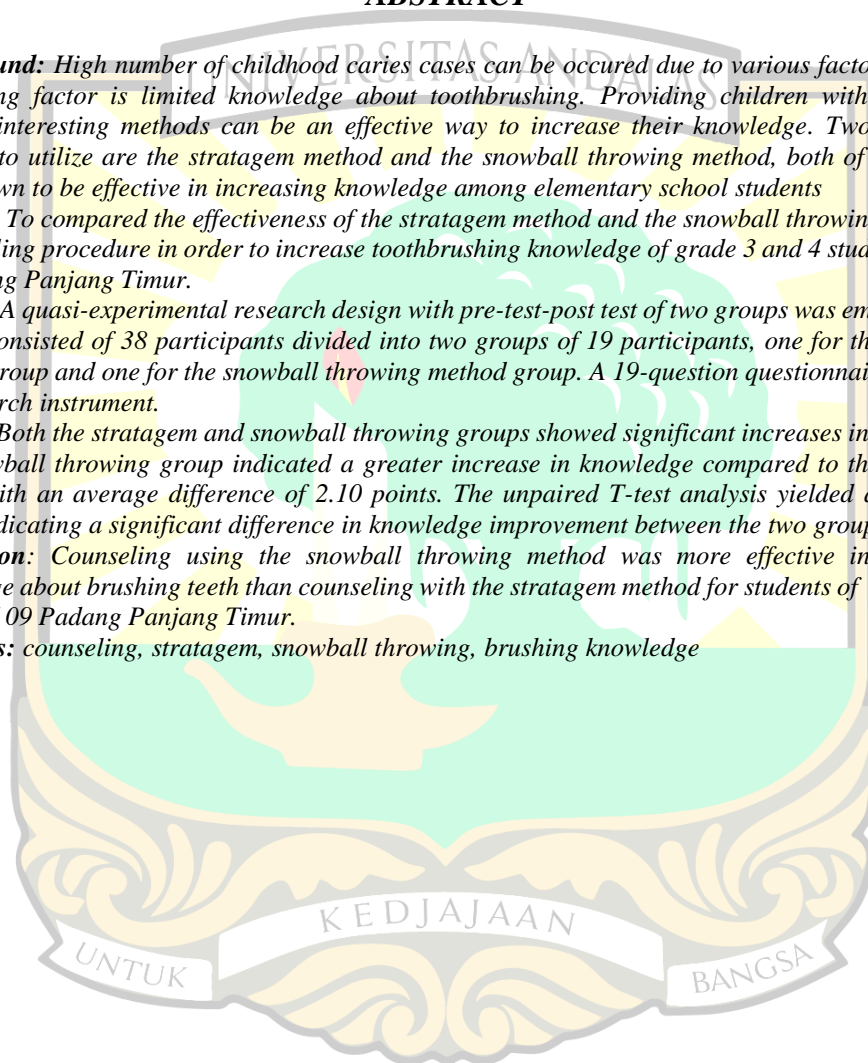 ABSTRACT
UNIVERSITAS ANDALAS
und: High number of childhood caries cases can be occured due to various facto
ng factor is limited knowledge about toothbrushing. Providing children with
interesting methods can be an effective way to increase their knowledge. Two
to utilize are the stratagem method and the snowball throwing method, both of
wn to be effective in increasing knowledge among elementary school students
To compared the effectiveness of the stratagem method and the snowball throwin
ling procedure in order to increase toothbrushing knowledge of grade 3 and 4 stud
ng Panjang Timur.
A quasi-experimental research design with pre-test-post test of two groups was em
onsisted of 38 participants divided into two groups of 19 participants, one for th
group and one for the snowball throwing method group. A 19-question questionnai
rch instrument.
Both the stratagem and snowball throwing groups showed significant increases in
wball throwing group indicated a greater increase in knowledge compared to th
ith an average difference of 2.10 points. The unpaired T-test analysis yielded
dicating a significant difference in knowledge improvement between the two group
on: Counseling using the snowball throwing method was more effective in
ge about brushing teeth than counseling with the stratagem method for students of
09 Padang Panjang Timur.
s: counseling, stratagem, snowball throwing, brushing knowledge
KEDJAJAAN
UNTUK
BANGSA